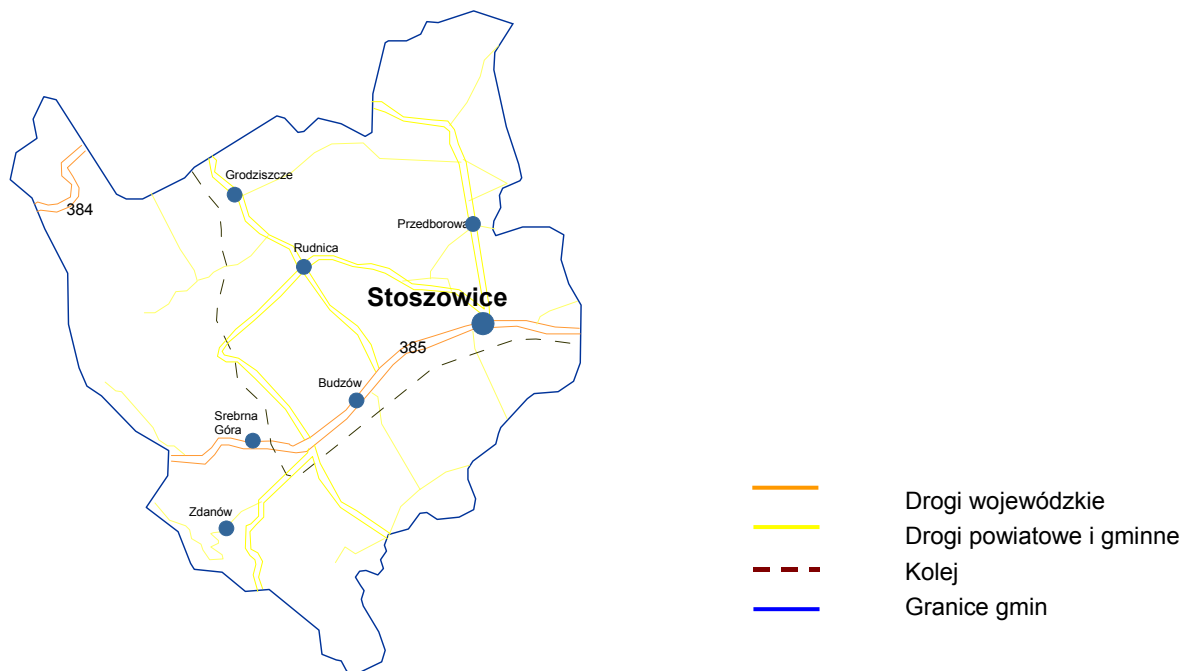 Grodziszcze
384
Przedborowa
Rudnica
Stoszowice
385
Budzów
Srebrna
Góra
Zdanów
Drogi wojewódzkie
Drogi powiatowe i gminne
Kolej
Granice gmin